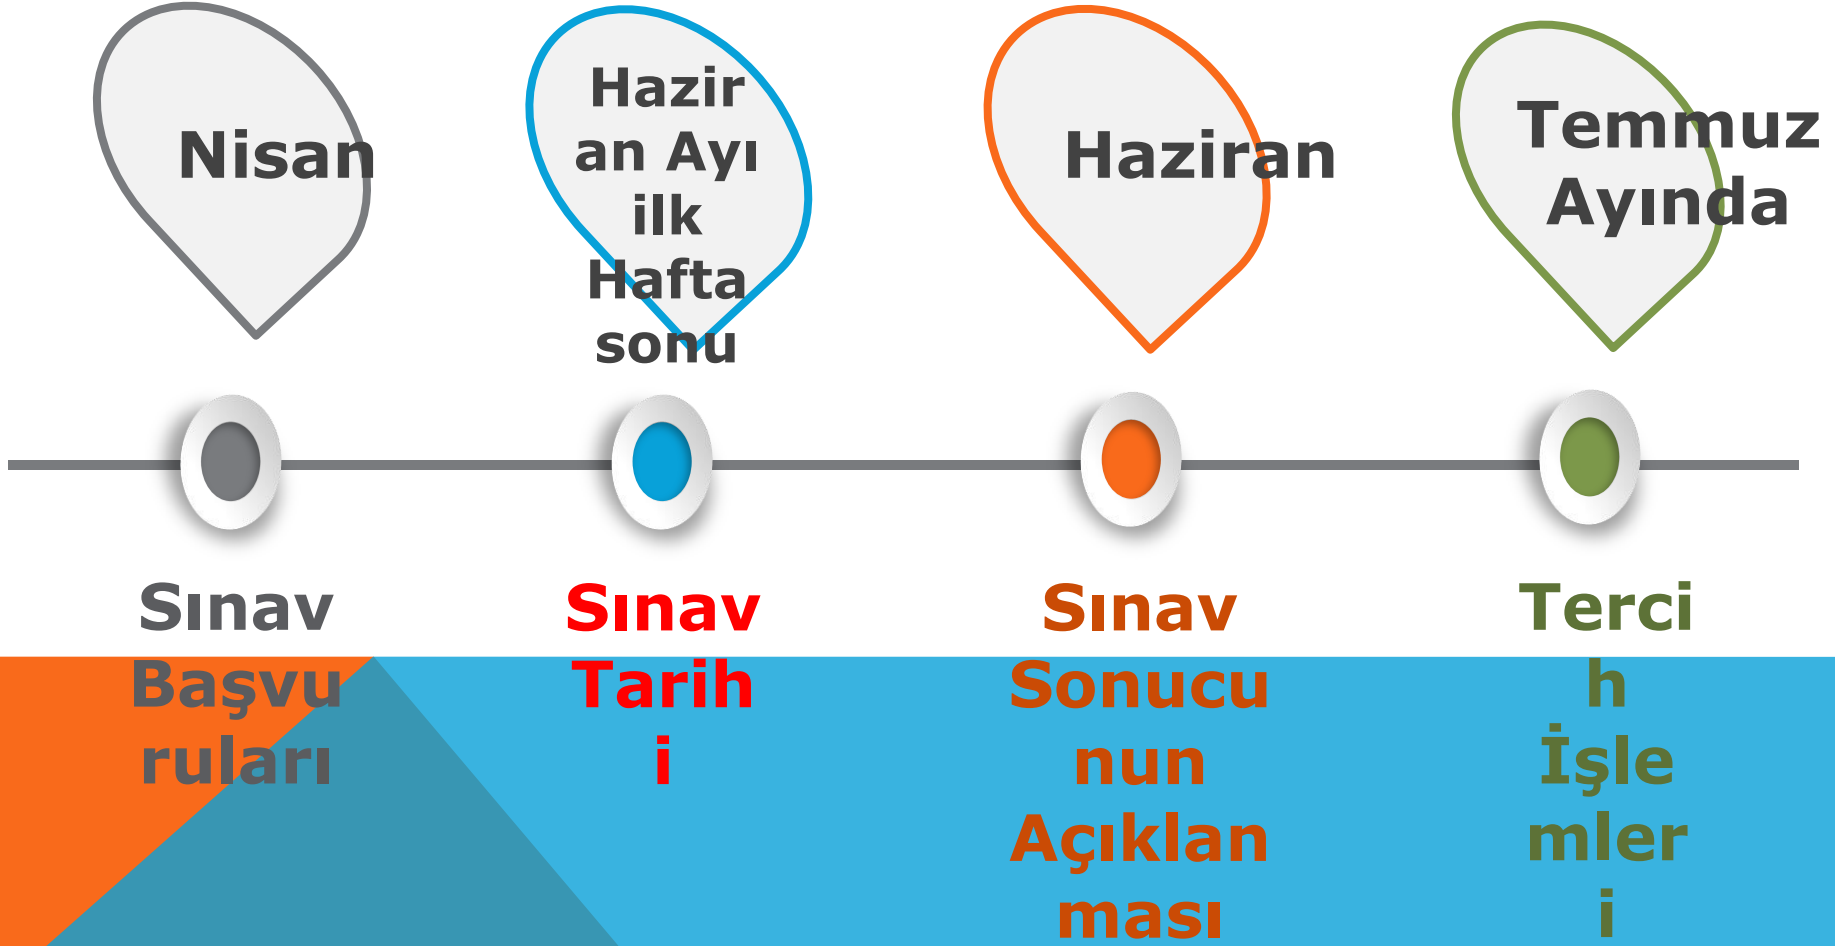 Nisan
Hazir
an Ayı
ilk
Hafta
sonu
Haziran
Temmuz
Ayında
Sınav
Başvu
ruları
Sınav
Tarih
i
Sınav
Sonucu
nun
Açıklan
ması
Terci
h
İşle
mler
i